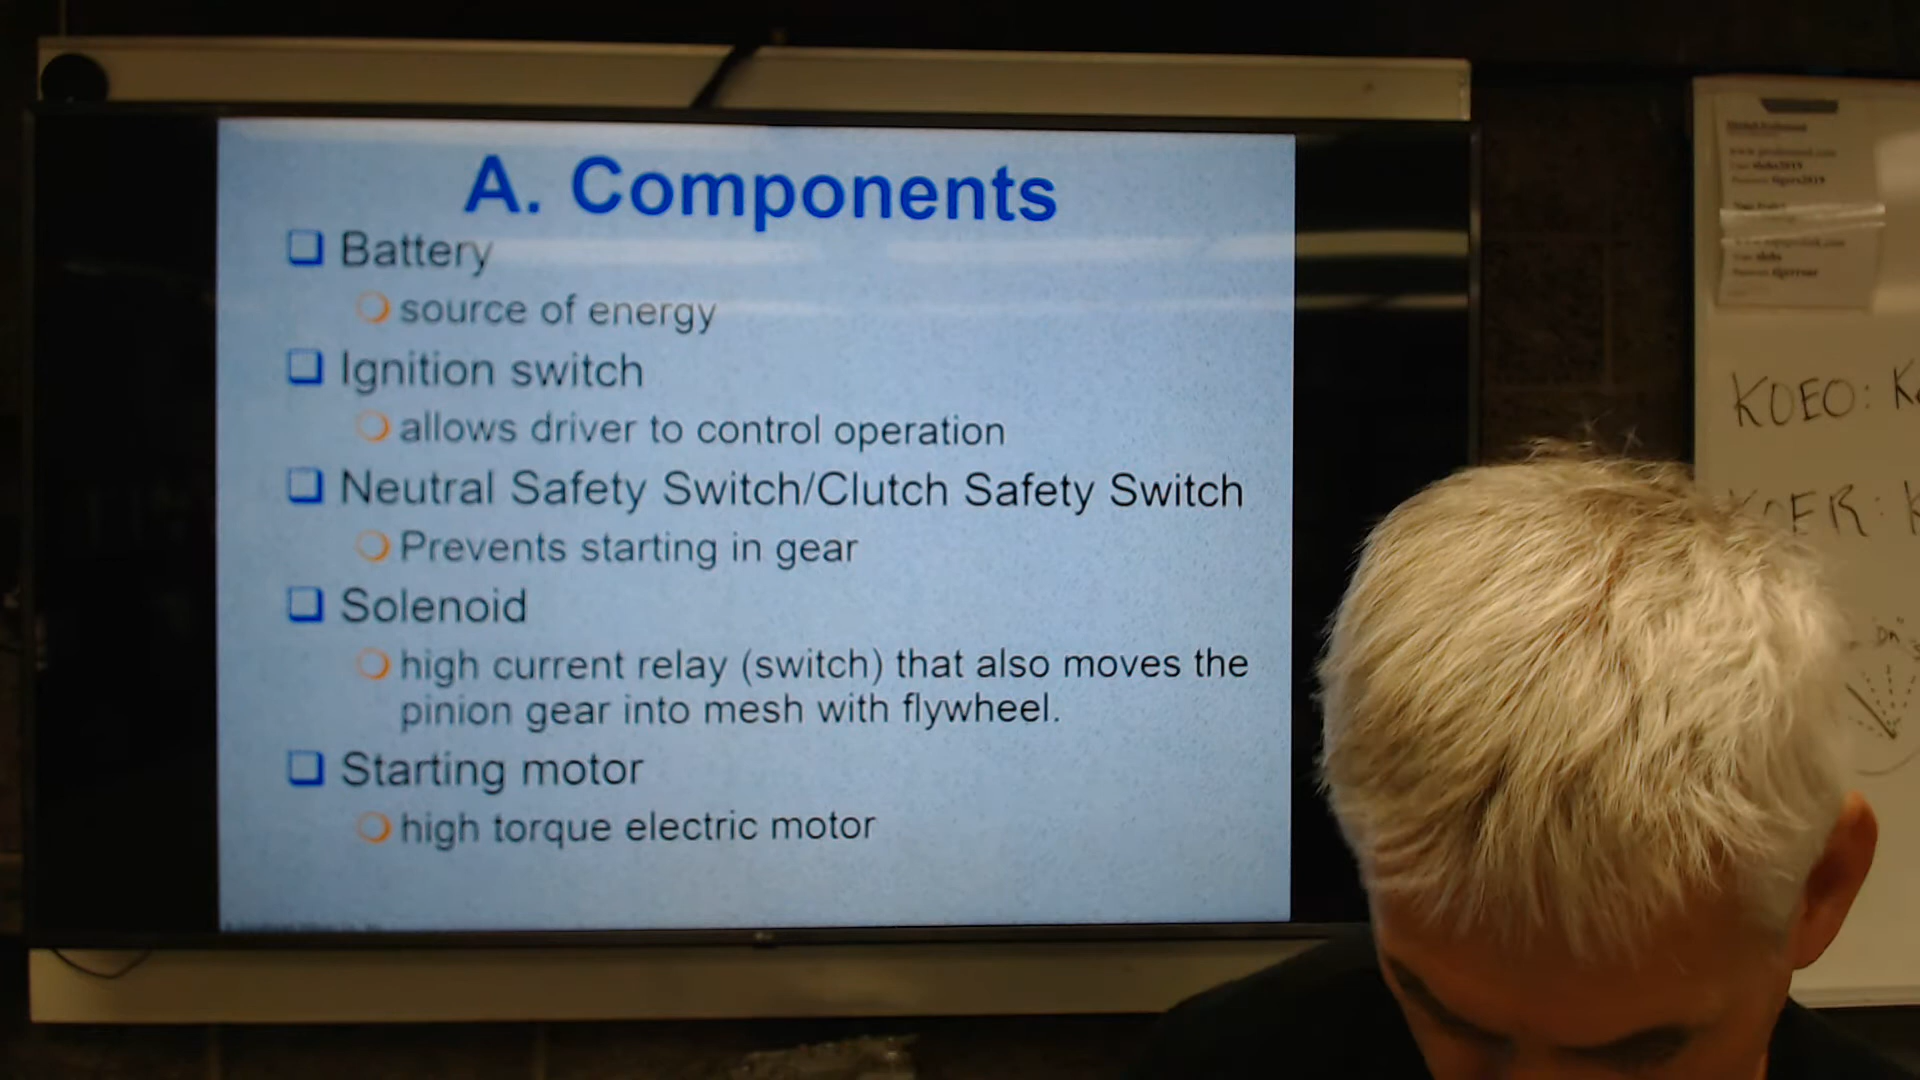 A. Components
Battery
source of energy
Ignition switch
allows driver to control operation
Neutral Safety Switch/Clutch Safety Switch
Prevents starting in gear
Solenoid
high current relay (switch) that also moves the
pinion gear into mesh with flywheel.
Starting motor
high torque electric motor
KOEO: K